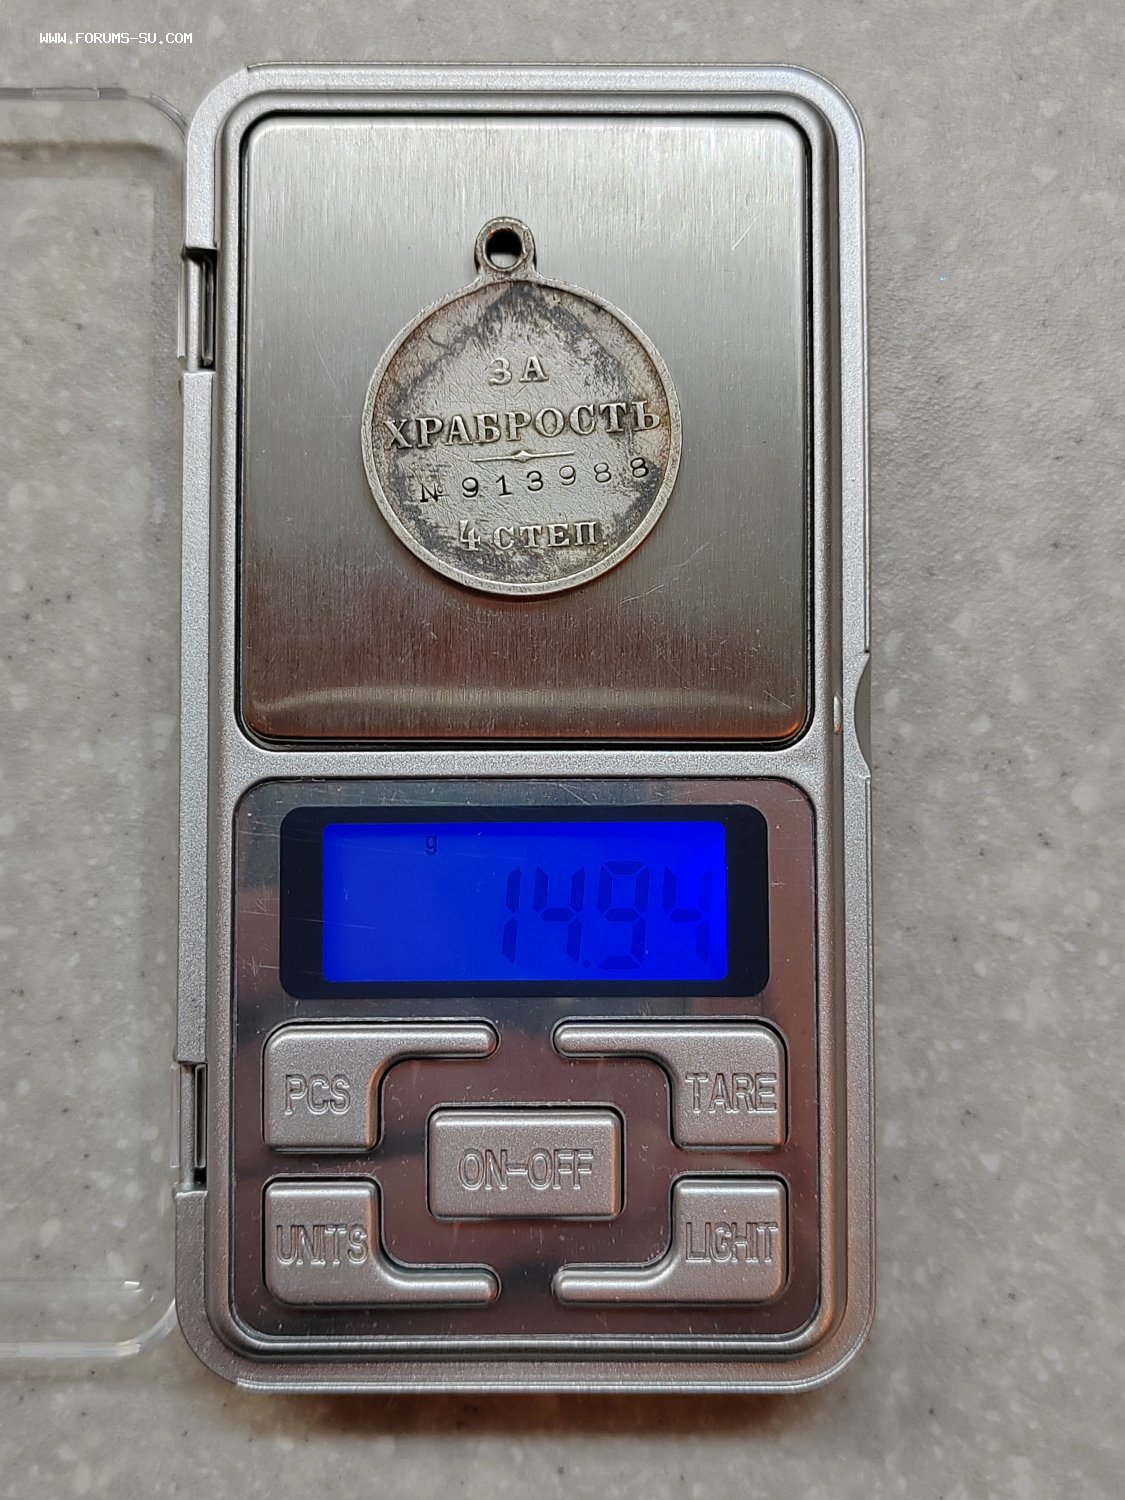 WWW.FORUMS-SU.COM
ЗА
ХРАБРОСТЬ
№ 913988
4 СТЕП.
g
14.94
PCS
TARE
ON-OFF
UNITS
LIGHT